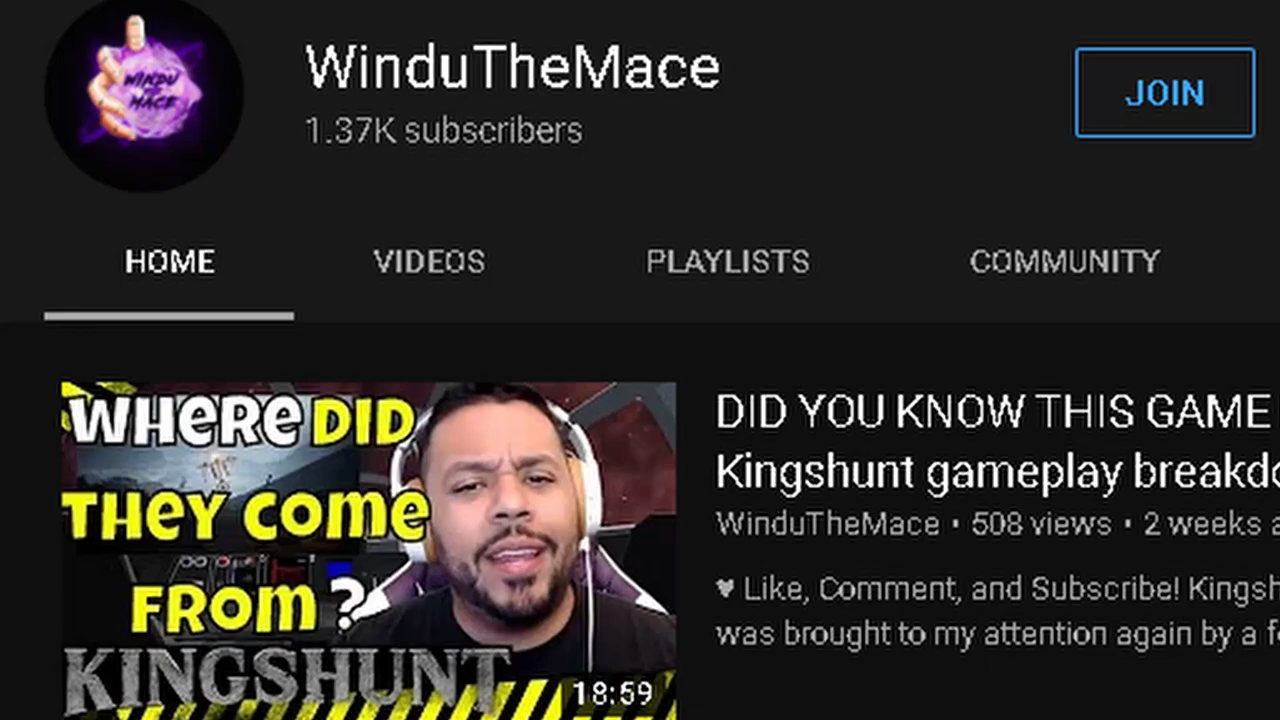 WINDU
THE
MACE
WinduTheMace
1.37K subscribers
JOIN
HOME
VIDEOS
PLAYLISTS
COMMUNITY
WHERE DID
THEY COME
FROM ?
KINGSHUNT
18:59
DID YOU KNOW THIS GAME
Kingshunt gameplay breakdo
WinduTheMace • 508 views • 2 weeks a
♥ Like, Comment, and Subscribe! Kingsh
was brought to my attention again by a f